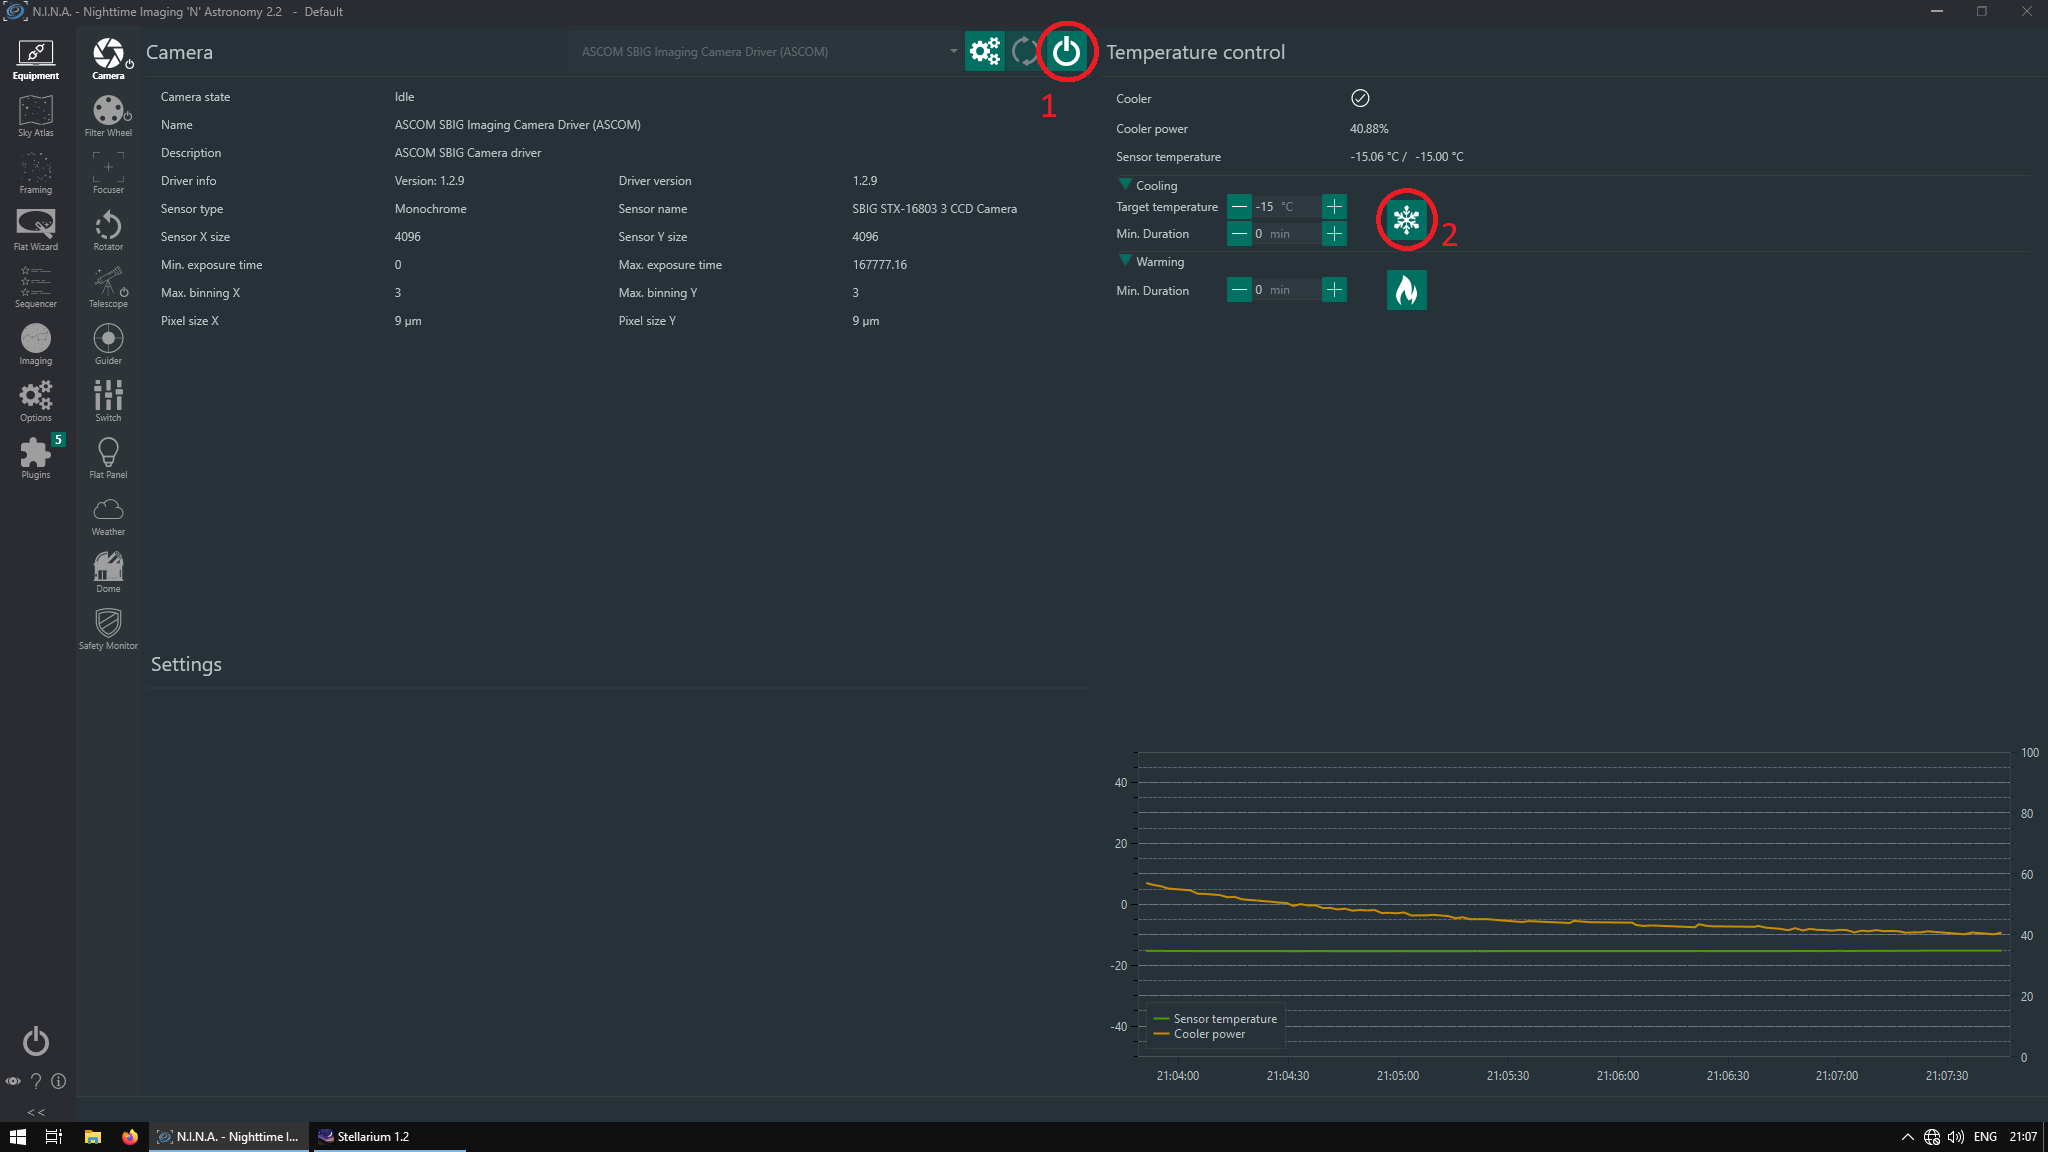 N.I.N.A. - Nighttime Imaging 'N' Astronomy 2.2 - Default
Equipment
Sky Atlas
Framing
Flat Wizard
Sequencer
Imaging
Options
5
Plugins
?
<<
Camera
Filter Wheel
Focuser
Rotator
Telescope
Guider
Switch
Flat Panel
Weather
Dome
Safety Monitor
Camera
ASCOM SBIG Imaging Camera Driver (ASCOM)
1
Camera state Idle
Name ASCOM SBIG Imaging Camera Driver (ASCOM)
Description ASCOM SBIG Camera driver
Driver info Version: 1.2.9 Driver version 1.2.9
Sensor type Monochrome Sensor name SBIG STX-16803 3 CCD Camera
Sensor X size 4096 Sensor Y size 4096
Min. exposure time 0 Max. exposure time 167777.16
Max. binning X 3 Max. binning Y 3
Pixel size X 9 µm Pixel size Y 9 µm
Settings
Temperature control
Cooler
Cooler power 40.88%
Sensor temperature -15.06 °C / -15.00 °C
Cooling
Target temperature -15 °C
Min. Duration 0 min
2
Warming
Min. Duration 0 min
100
40
80
20
60
0
40
-20
20
-40
0
Sensor temperature
Cooler power
21:04:00 21:04:30 21:05:00 21:05:30 21:06:00 21:06:30 21:07:00 21:07:30
N.I.N.A. - Nighttime I... Stellarium 1.2 ENG 21:07